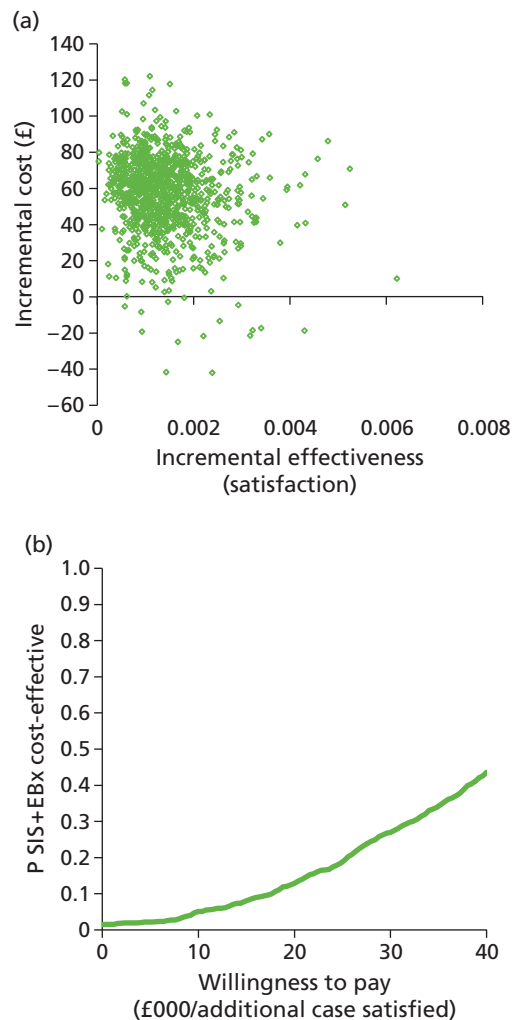 (a)
140
120
100
80
60
40
20
0
−20
−40
−60
Incremental cost (£)
0 0.002 0.004 0.006 0.008
Incremental effectiveness
(satisfaction)
(b)
1.0
0.9
0.8
0.7
0.6
0.5
0.4
0.3
0.2
0.1
0
P SIS+EBx cost-effective
0 10 20 30 40
Willingness to pay
(£000/additional case satisfied)